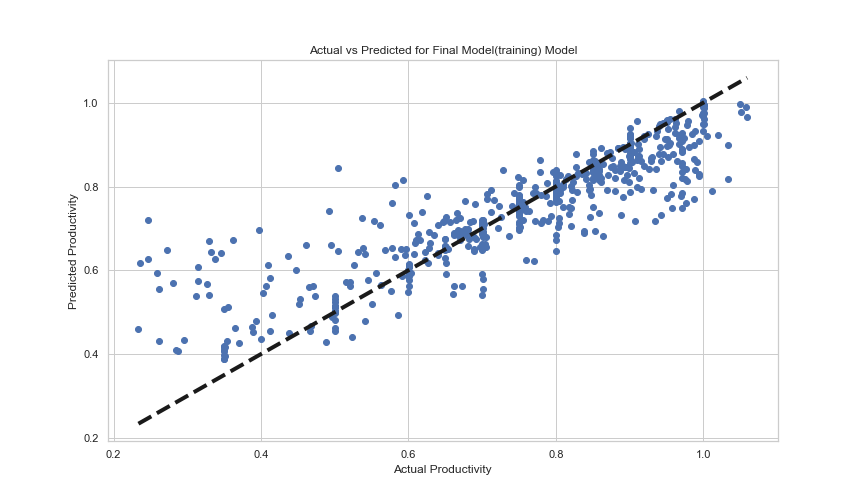 Actual vs Predicted for Final Model(training) Model
Predicted Productivity
1.0
0.8
0.6
0.4
0.2
0.2 0.4 0.6 0.8 1.0
Actual Productivity